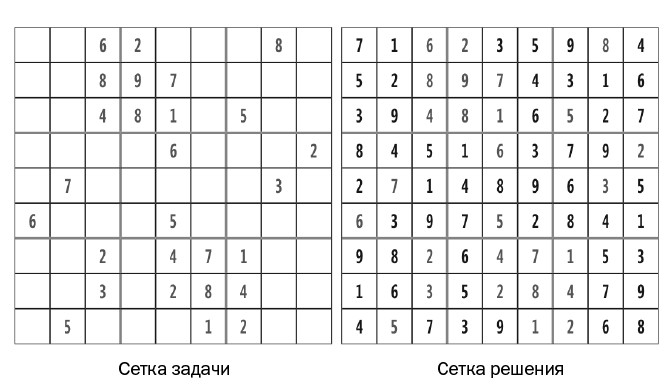 6 2 8 7 1 6 2 3 5 9 8 4
8 9 7 5 2 8 9 7 4 3 1 6
4 8 1 5 3 9 4 8 1 6 5 2 7
6 2 8 4 5 1 6 3 7 9 2
7 3 2 7 1 4 8 9 6 3 5
6 5 6 3 9 7 5 2 8 4 1
2 4 7 1 9 8 2 6 4 7 1 5 3
3 2 8 4 1 6 3 5 2 8 4 7 9
5 1 2 4 5 7 3 9 1 2 6 8
Сетка задачи Сетка решения